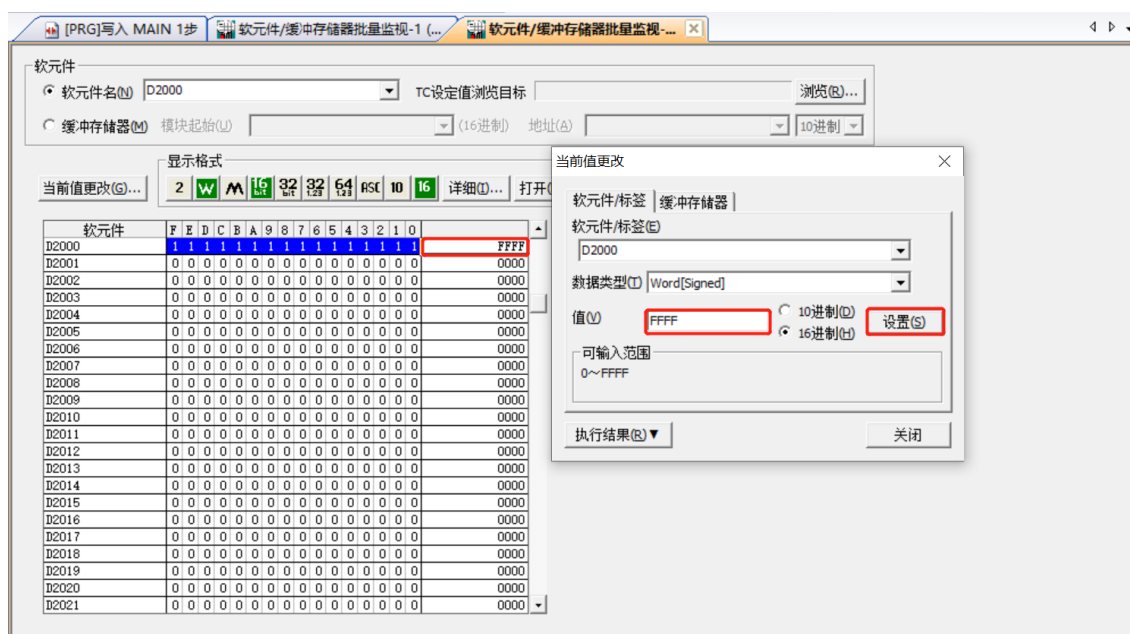 [PRG]写入 MAIN 1步 软元件/缓冲存储器批量监视-1 (... 软元件/缓冲存储器批量监视-...
软元件
软元件名(N) D2000 TC设定值浏览目标 浏览(R)...
缓冲存储器(M) 模块起始(U) (16进制) 地址(A) 10进制
显示格式
当前值更改(G)... 2 W M 16 bit 32 bit 32 1.23 64 1.23 ASC 10 16 详细(I)... 打开(
软元件 F E D C B A 9 8 7 6 5 4 3 2 1 0
D2000 1 1 1 1 1 1 1 1 1 1 1 1 1 1 1 1 FFFF
D2001 0 0 0 0 0 0 0 0 0 0 0 0 0 0 0 0 0000
D2002 0 0 0 0 0 0 0 0 0 0 0 0 0 0 0 0 0000
D2003 0 0 0 0 0 0 0 0 0 0 0 0 0 0 0 0 0000
D2004 0 0 0 0 0 0 0 0 0 0 0 0 0 0 0 0 0000
D2005 0 0 0 0 0 0 0 0 0 0 0 0 0 0 0 0 0000
D2006 0 0 0 0 0 0 0 0 0 0 0 0 0 0 0 0 0000
D2007 0 0 0 0 0 0 0 0 0 0 0 0 0 0 0 0 0000
D2008 0 0 0 0 0 0 0 0 0 0 0 0 0 0 0 0 0000
D2009 0 0 0 0 0 0 0 0 0 0 0 0 0 0 0 0 0000
D2010 0 0 0 0 0 0 0 0 0 0 0 0 0 0 0 0 0000
D2011 0 0 0 0 0 0 0 0 0 0 0 0 0 0 0 0 0000
D2012 0 0 0 0 0 0 0 0 0 0 0 0 0 0 0 0 0000
D2013 0 0 0 0 0 0 0 0 0 0 0 0 0 0 0 0 0000
D2014 0 0 0 0 0 0 0 0 0 0 0 0 0 0 0 0 0000
D2015 0 0 0 0 0 0 0 0 0 0 0 0 0 0 0 0 0000
D2016 0 0 0 0 0 0 0 0 0 0 0 0 0 0 0 0 0000
D2017 0 0 0 0 0 0 0 0 0 0 0 0 0 0 0 0 0000
D2018 0 0 0 0 0 0 0 0 0 0 0 0 0 0 0 0 0000
D2019 0 0 0 0 0 0 0 0 0 0 0 0 0 0 0 0 0000
D2020 0 0 0 0 0 0 0 0 0 0 0 0 0 0 0 0 0000
D2021 0 0 0 0 0 0 0 0 0 0 0 0 0 0 0 0 0000
当前值更改
软元件/标签 缓冲存储器
软元件/标签(E)
D2000
数据类型(T) Word[Signed]
值(V) FFFF 10进制(D) 设置(S)
16进制(H)
可输入范围
0～FFFF
执行结果(R)▼ 关闭